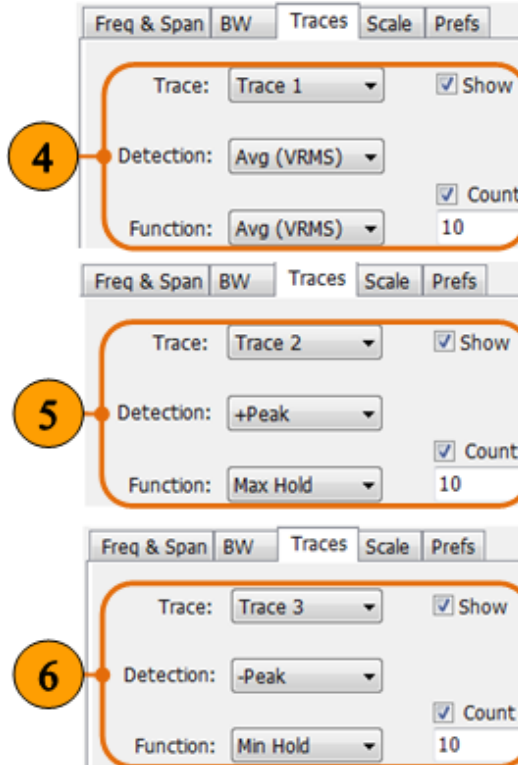 Freq & Span BW Traces Scale Prefs
Trace: Trace 1 Show
4
Detection: Avg (VRMS)
Count
Function: Avg (VRMS) 10
Freq & Span BW Traces Scale Prefs
Trace: Trace 2 Show
5
Detection: +Peak
Count
Function: Max Hold 10
Freq & Span BW Traces Scale Prefs
Trace: Trace 3 Show
6
Detection: -Peak
Count
Function: Min Hold 10